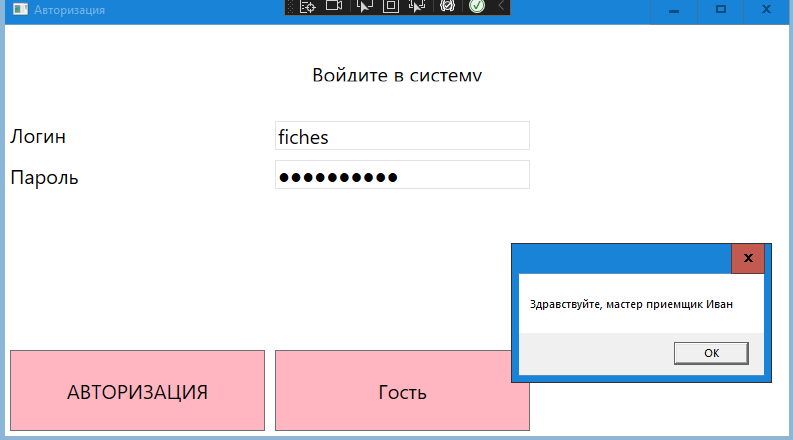 Авторизация
Войдите в систему
Логин
fiches
Пароль
●●●●●●●●●●
Здравствуйте, мастер приемщик Иван
OK
АВТОРИЗАЦИЯ
Гость